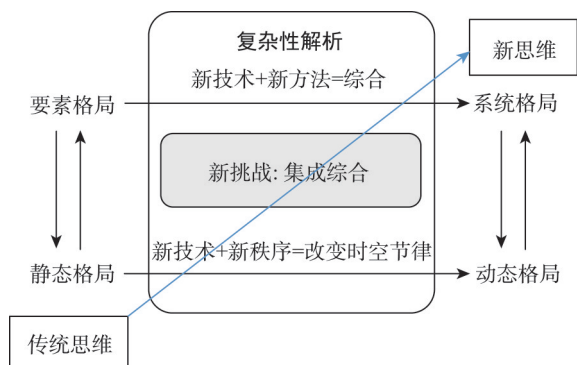 复杂性解析
新思维
新技术+新方法=综合
要素格局
系统格局
新挑战: 集成综合
新技术+新秩序=改变时空节律
静态格局
动态格局
传统思维